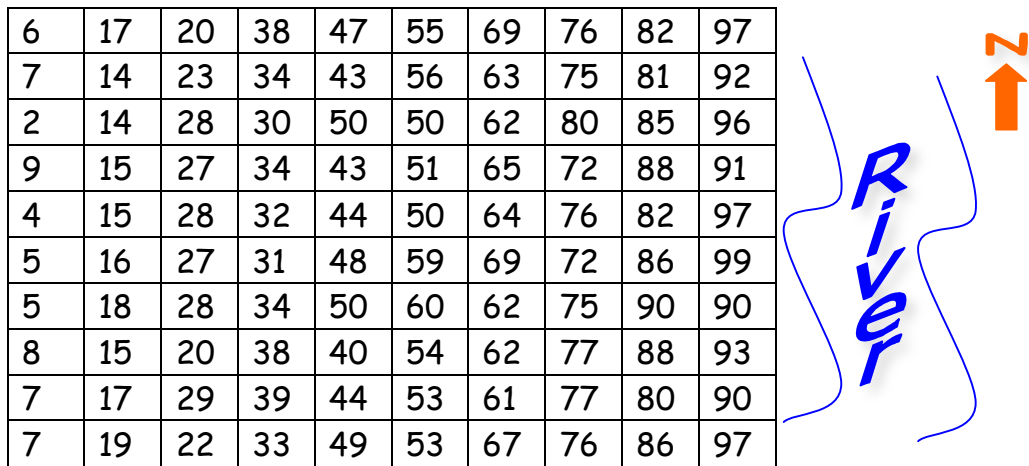 6 17 20 38 47 55 69 76 82 97
7 14 23 34 43 56 63 75 81 92
2 14 28 30 50 50 62 80 85 96
9 15 27 34 43 51 65 72 88 91
4 15 28 32 44 50 64 76 82 97
5 16 27 31 48 59 69 72 86 99
5 18 28 34 50 60 62 75 90 90
8 15 20 38 40 54 62 77 88 93
7 17 29 39 44 53 61 77 80 90
7 19 22 33 49 53 67 76 86 97
River
N